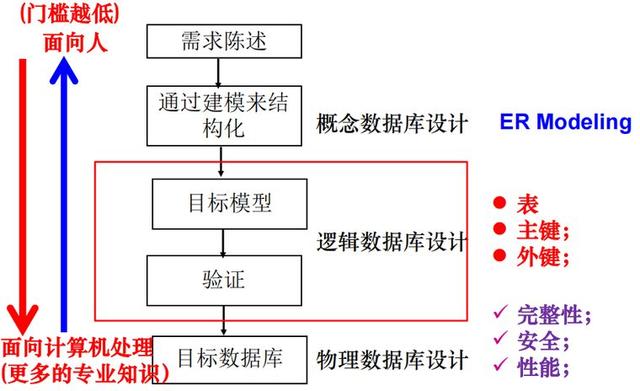 (门槛越低)
面向人
需求陈述
通过建模来结
构化
概念数据库设计
ER Modeling
目标模型
逻辑数据库设计
验证
● 表
● 主键；
● 外键；
面向计算机处理
(更多的专业知识）
目标数据库
物理数据库设计
✓ 完整性；
✓ 安全；
✓ 性能；